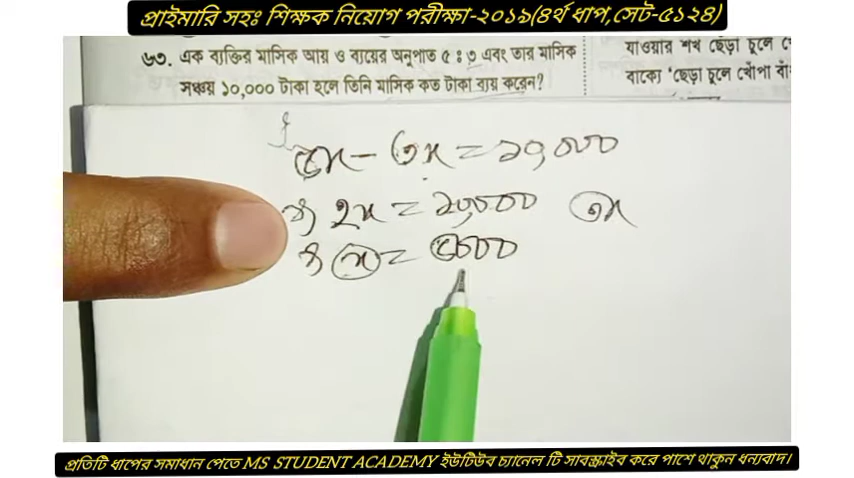 প্রাইমারি সহঃ শিক্ষক নিয়োগ পরীক্ষা-২০১৯(৪র্থ ধাপ,সেট-৫১২৪)
৬৩. এক ব্যক্তির মাসিক আয় ও ব্যয়ের অনুপাত ৫ : ৩ এবং তার মাসিক
সঞ্চয় ১০,০০০ টাকা হলে তিনি মাসিক কত টাকা ব্যয় করেন?
যাওয়ার শখ ছেঁড়া চুলে
বাক্যে 'ছেঁড়া চুলে খোঁপা
৫x - ৩x = ১০,০০০
বা, ২x = ১০,০০০ ৩x
বা, x = ৫০০০
প্রতিটি ধাপের সমাধান পেতে MS STUDENT ACADEMY ইউটিউব চ্যানেল টি সাবস্ক্রাইব করে পাশে থাকুন ধন্যবাদ।